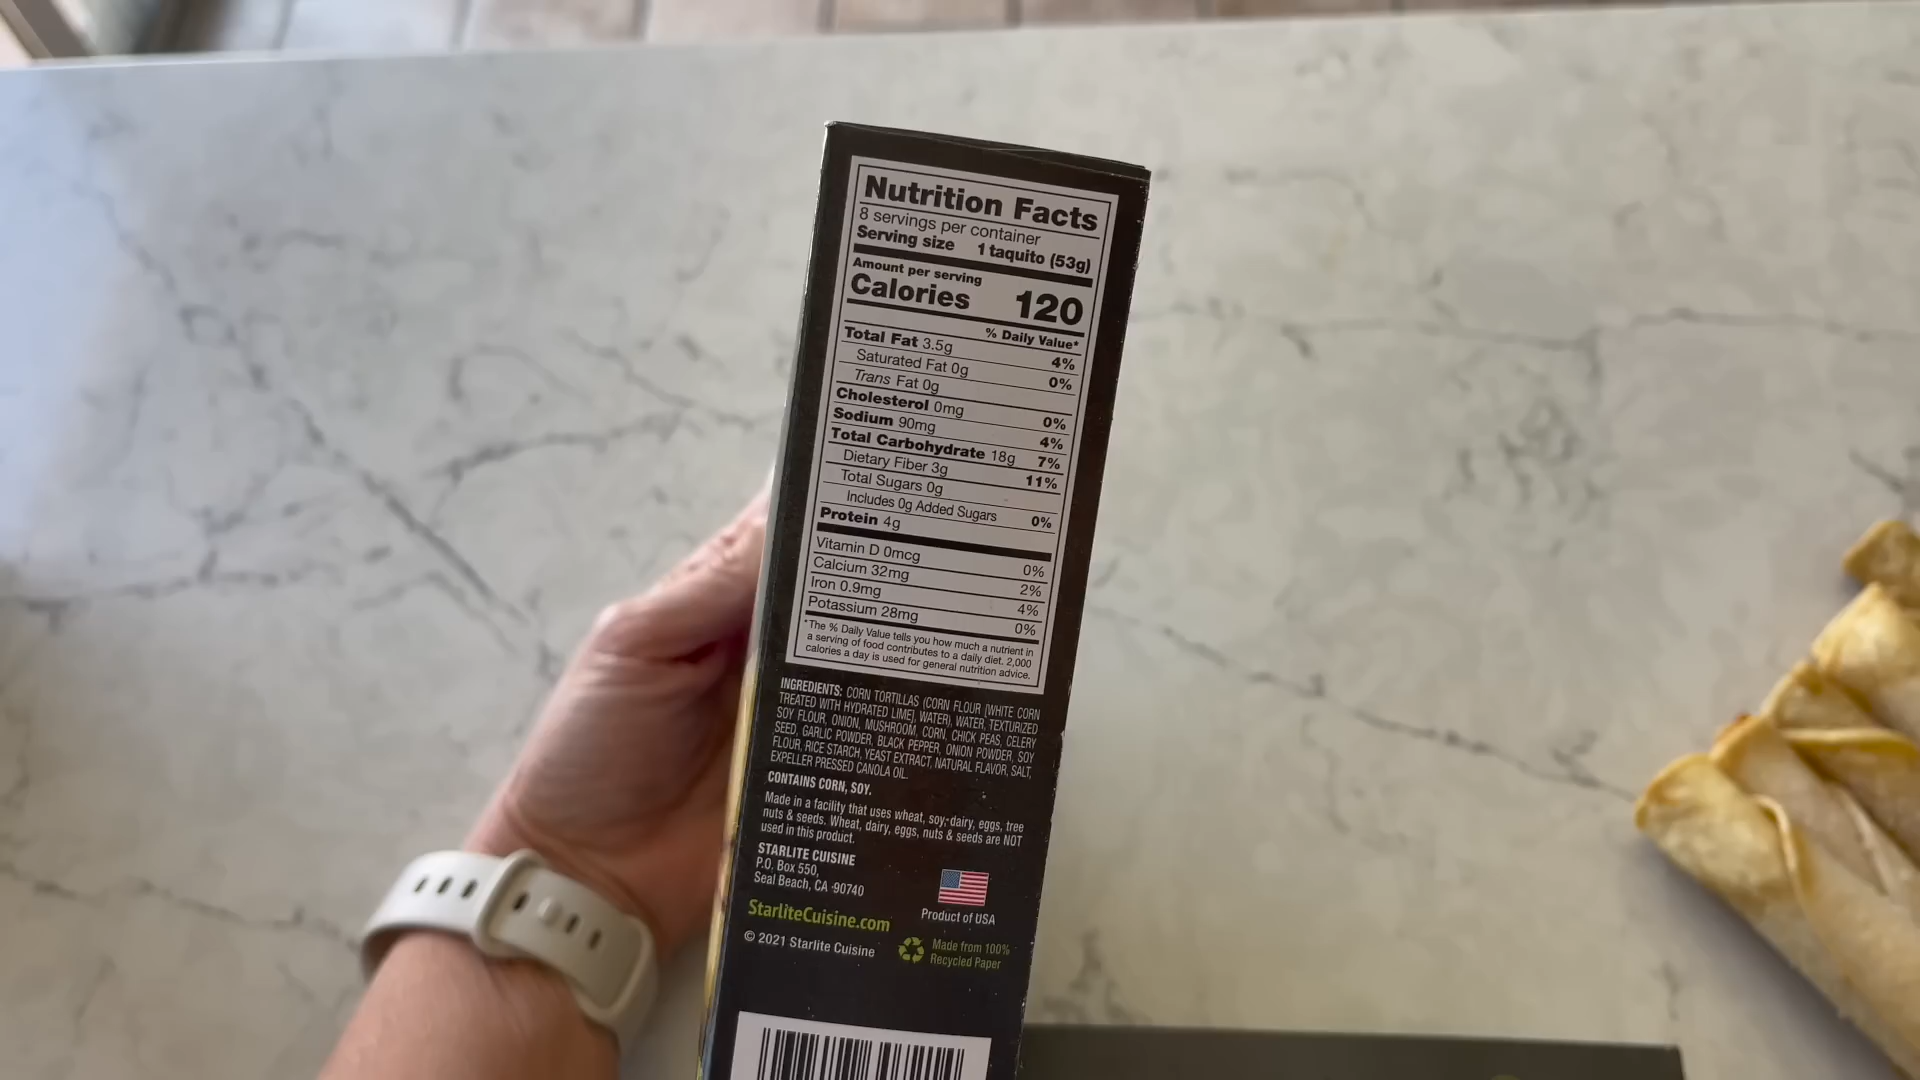 Nutrition Facts
8 servings per container
Serving size 1 taquito (53g)
Amount per serving
Calories 120
% Daily Value*
Total Fat 3.5g 4%
Saturated Fat 0g 0%
Trans Fat 0g
Cholesterol 0mg 0%
Sodium 90mg 4%
Total Carbohydrate 18g 7%
Dietary Fiber 3g 11%
Total Sugars 0g
Includes 0g Added Sugars 0%
Protein 4g
Vitamin D 0mcg 0%
Calcium 32mg 2%
Iron 0.9mg 4%
Potassium 28mg 0%
*The % Daily Value tells you how much a nutrient in
a serving of food contributes to a daily diet. 2,000
calories a day is used for general nutrition advice.
INGREDIENTS: CORN TORTILLAS (CORN FLOUR [WHITE CORN
TREATED WITH HYDRATED LIME], WATER), WATER, TEXTURIZED
SOY FLOUR, ONION, MUSHROOM, CORN, CHICK PEAS, CELERY
SEED, GARLIC POWDER, BLACK PEPPER, ONION POWDER, SOY
FLOUR, RICE STARCH, YEAST EXTRACT, NATURAL FLAVOR, SALT,
EXPELLER PRESSED CANOLA OIL.
CONTAINS CORN, SOY.
Made in a facility that uses wheat, soy, dairy, eggs, tree
nuts & seeds. Wheat, dairy, eggs, nuts & seeds are NOT
used in this product.
STARLITE CUISINE
P.O. Box 550,
Seal Beach, CA 90740
StarliteCuisine.com
© 2021 Starlite Cuisine
Product of USA
Made from 100%
Recycled Paper